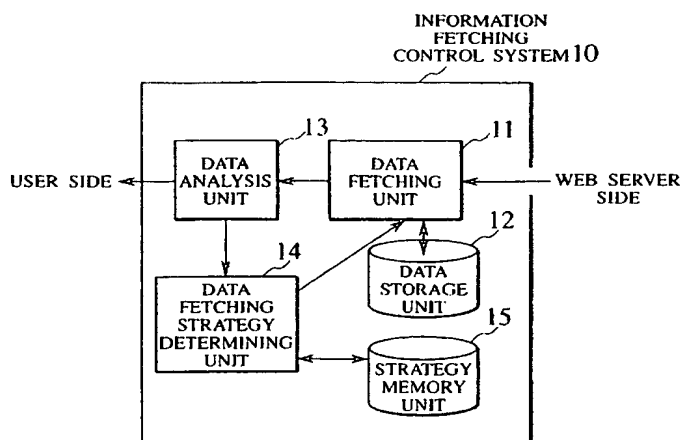 INFORMATION
FETCHING
CONTROL SYSTEM 10
13
11
DATA
ANALYSIS
UNIT
DATA
FETCHING
UNIT
USER SIDE
WEB SERVER
SIDE
14
12
DATA
FETCHING
STRATEGY
DETERMINING
UNIT
DATA
STORAGE
UNIT
15
STRATEGY
MEMORY
UNIT